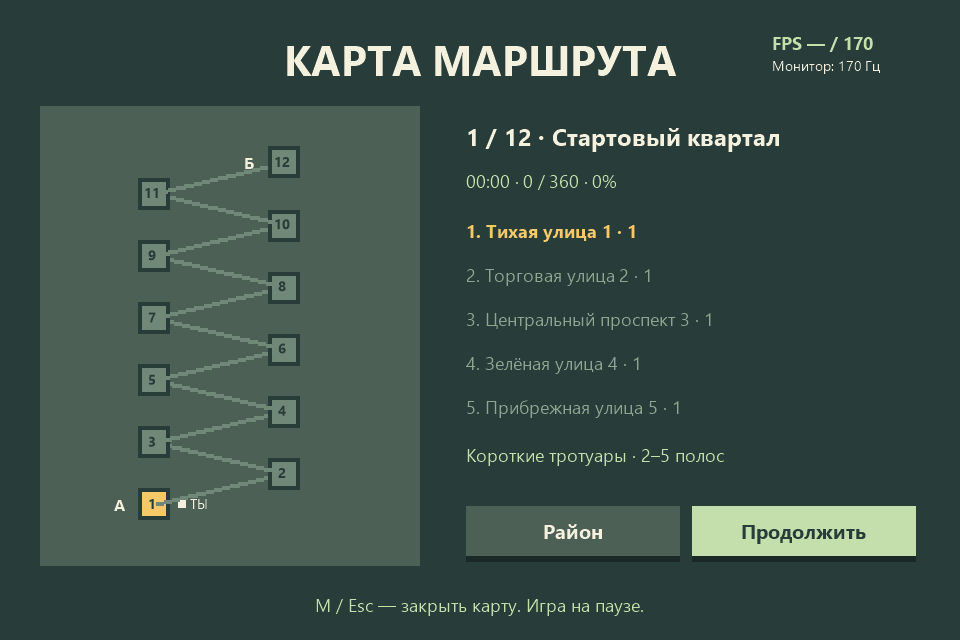 КАРТА МАРШРУТА
FPS — / 170
Монитор: 170 Гц
Б
12
11
10
9
8
7
6
5
4
3
2
А
1
ТЫ
1 / 12 · Стартовый квартал
00:00 · 0 / 360 · 0%
1. Тихая улица 1 · 1
2. Торговая улица 2 · 1
3. Центральный проспект 3 · 1
4. Зелёная улица 4 · 1
5. Прибрежная улица 5 · 1
Короткие тротуары · 2–5 полос
Район
Продолжить
M / Esc — закрыть карту. Игра на паузе.